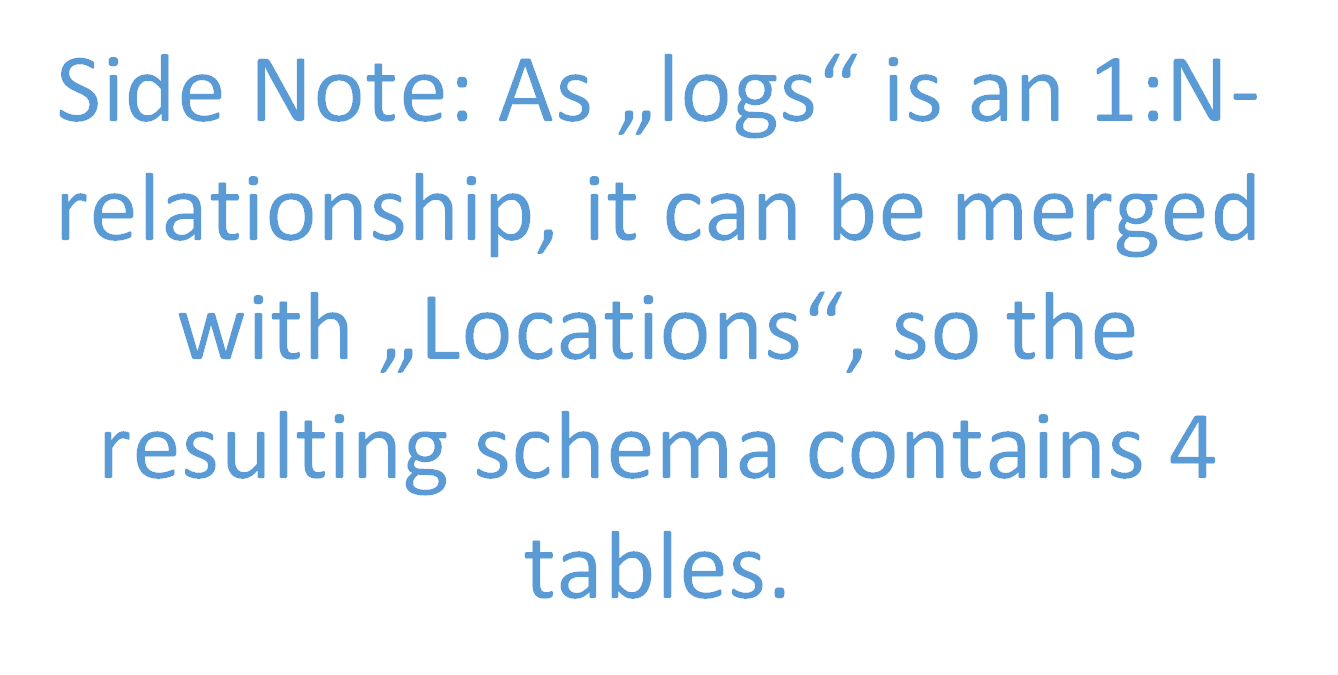 Side Note: As „logs“ is an 1:N-
relationship, it can be merged
with „Locations“, so the
resulting schema contains 4
tables.